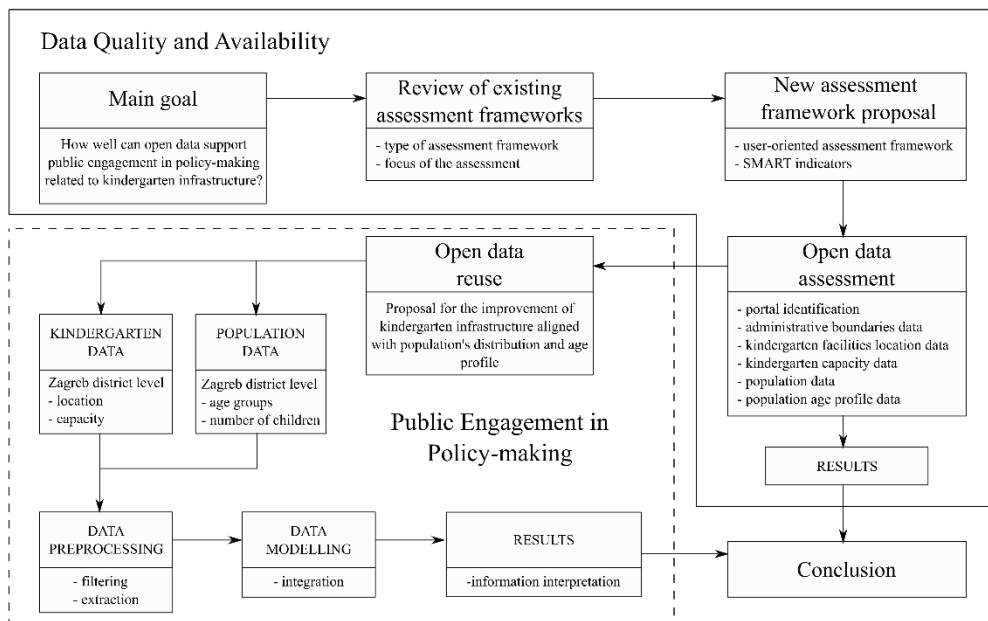 Data Quality and Availability
Main goal
How well can open data support
public engagement in policy-making
related to kindergarten infrastructure?
Review of existing
assessment frameworks
- type of assessment framework
- focus of the assessment
New assessment
framework proposal
- user-oriented assessment framework
- SMART indicators
Open data
assessment
- portal identification
- administrative boundaries data
- kindergarten facilities location data
- kindergarten capacity data
- population data
- population age profile data
RESULTS
Open data
reuse
Proposal for the improvement of
kindergarten infrastructure aligned
with population's distribution and age
profile
KINDERGARTEN
DATA
Zagreb district level
- location
- capacity
POPULATION
DATA
Zagreb district level
- age groups
- number of children
Public Engagement in
Policy-making
DATA
PREPROCESSING
- filtering
- extraction
DATA
MODELLING
- integration
RESULTS
-information interpretation
Conclusion